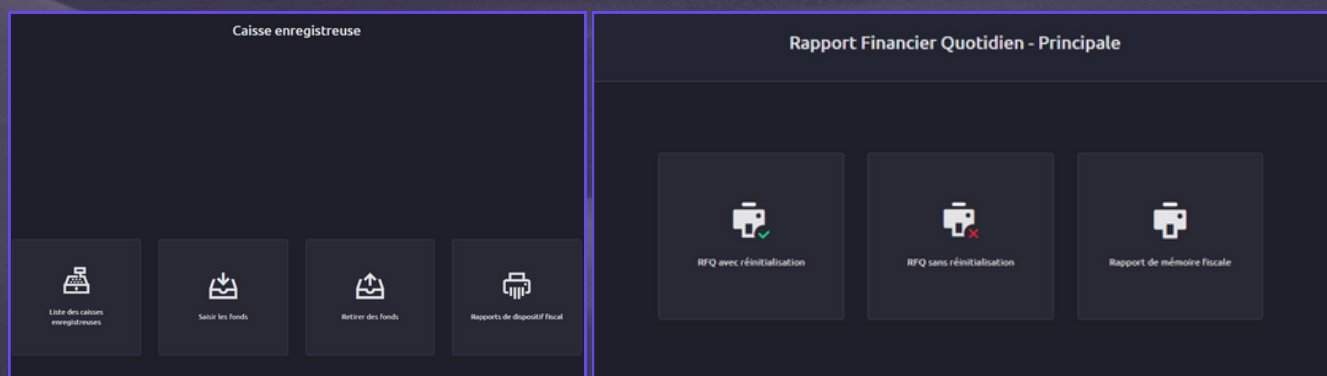 Caisse enregistreuse
Liste des caisses
enregistreuses
Saisir les fonds
Retirer des fonds
Rapports de dispositif fiscal
Rapport Financier Quotidien - Principale
RFQ avec réinitialisation
RFQ sans réinitialisation
Rapport de mémoire fiscale